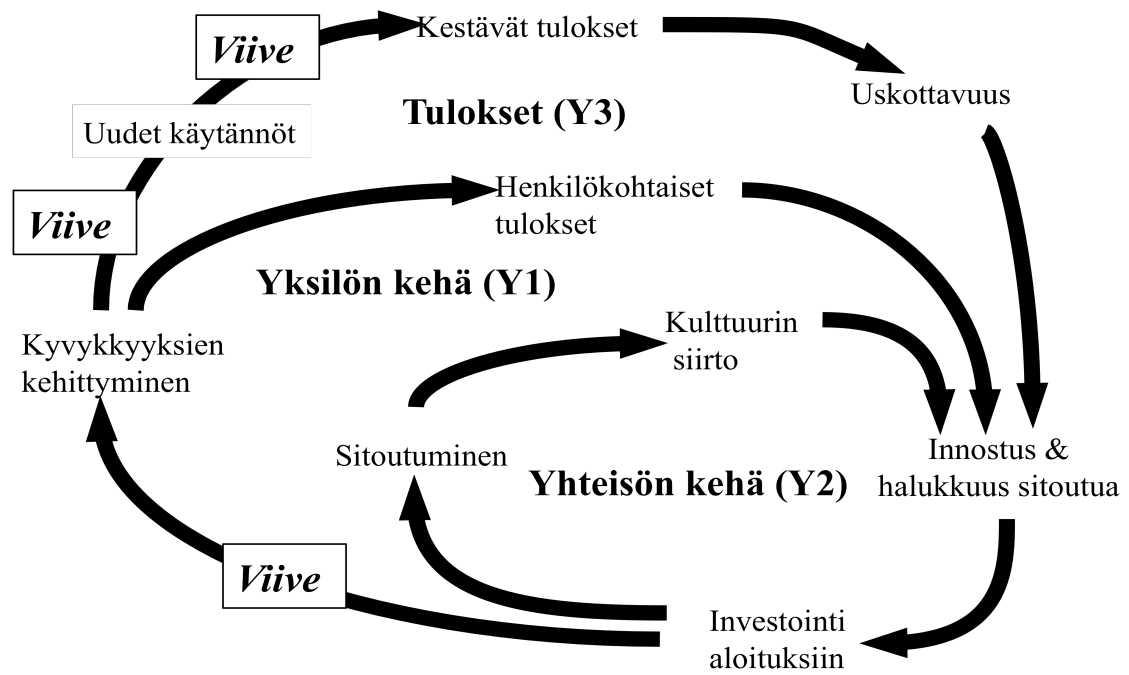 Viive
Kestävät tulokset
Uskottavuus
Tulokset (Y3)
Uudet käytännöt
Viive
Henkilökohtaiset
tulokset
Yksilön kehä (Y1)
Kulttuurin
siirto
Kyvykkyyksien
kehittyminen
Sitoutuminen
Yhteisön kehä (Y2)
Innostus &
halukkuus sitoutua
Viive
Investointi
aloituksiin